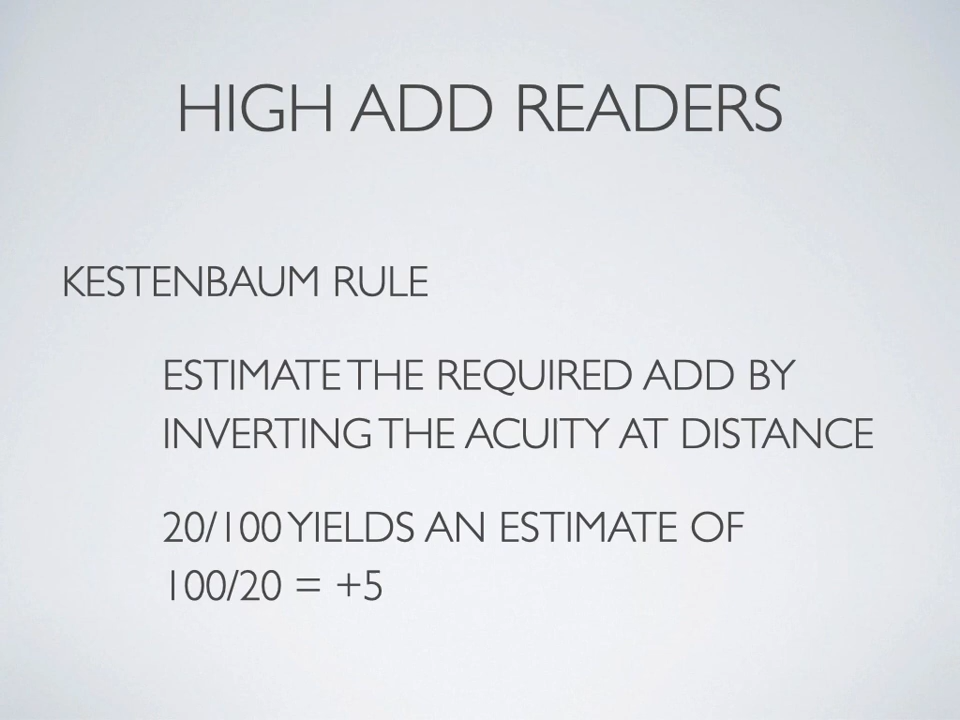 HIGH ADD READERS
KESTENBAUM RULE
ESTIMATE THE REQUIRED ADD BY
INVERTING THE ACUITY AT DISTANCE
20/100 YIELDS AN ESTIMATE OF
100/20 = +5